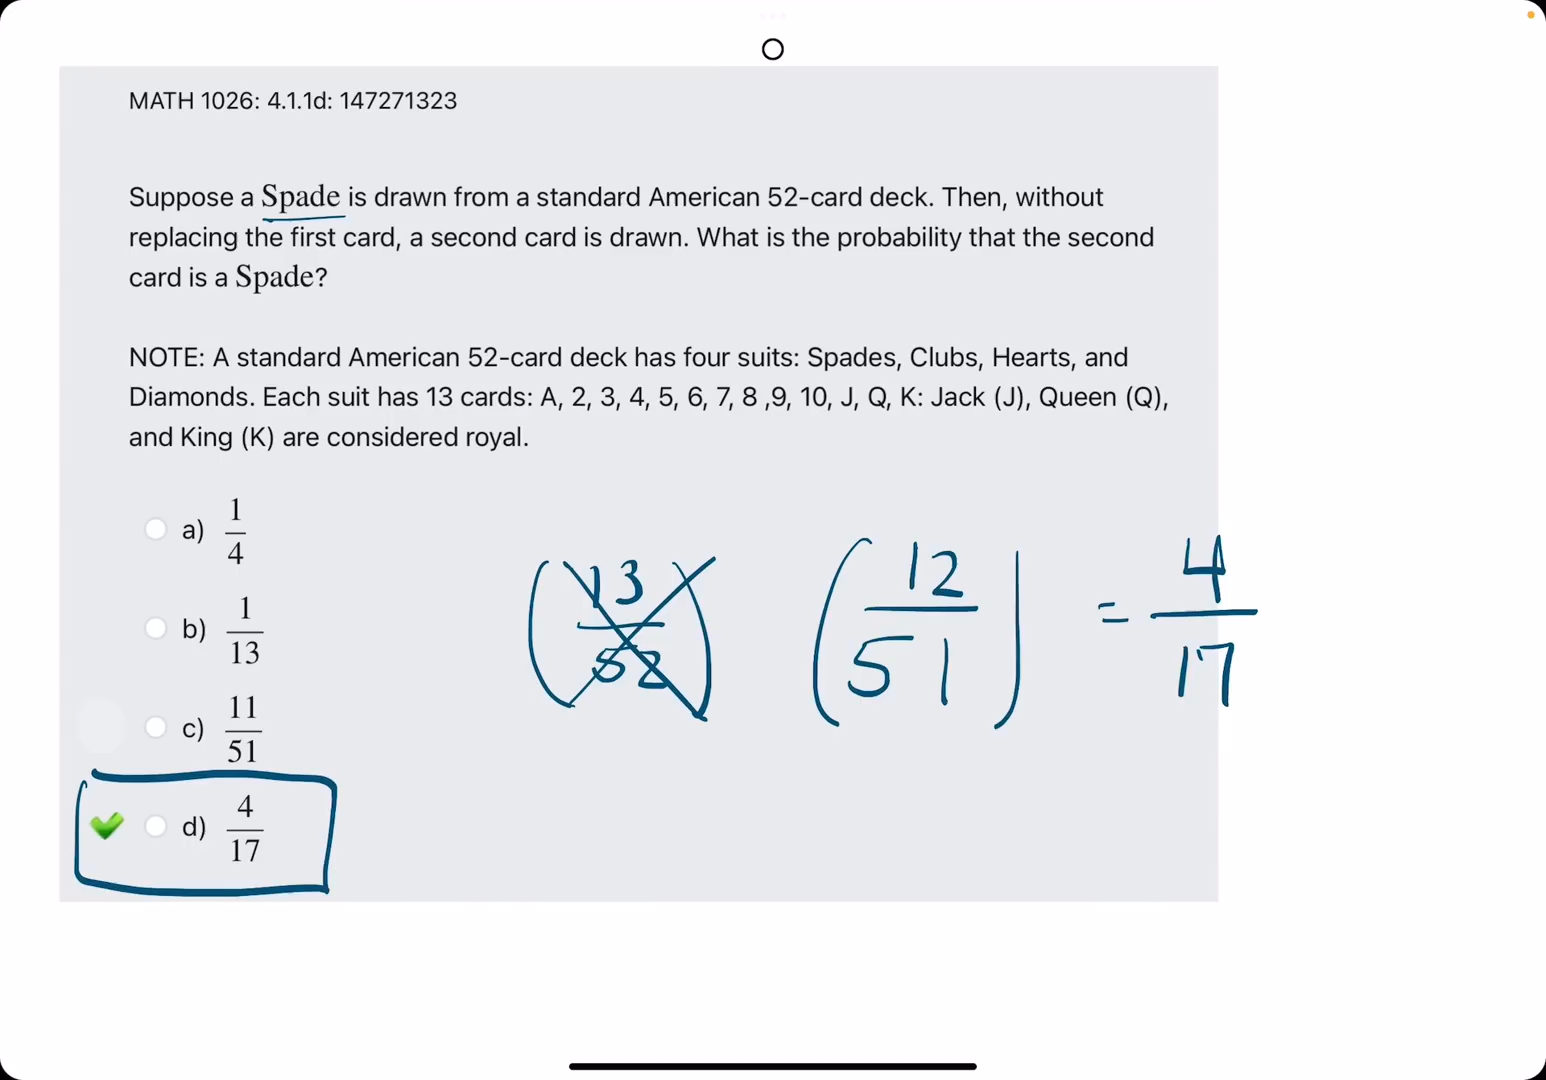 MATH 1026: 4.1.1d: 147271323
Suppose a Spade is drawn from a standard American 52-card deck. Then, without
replacing the first card, a second card is drawn. What is the probability that the second
card is a Spade?
NOTE: A standard American 52-card deck has four suits: Spades, Clubs, Hearts, and
Diamonds. Each suit has 13 cards: A, 2, 3, 4, 5, 6, 7, 8 ,9, 10, J, Q, K: Jack (J), Queen (Q),
and King (K) are considered royal.
a) 1/4
b) 1/13
c) 11/51
d) 4/17
(13/52) (12/51) = 4/17